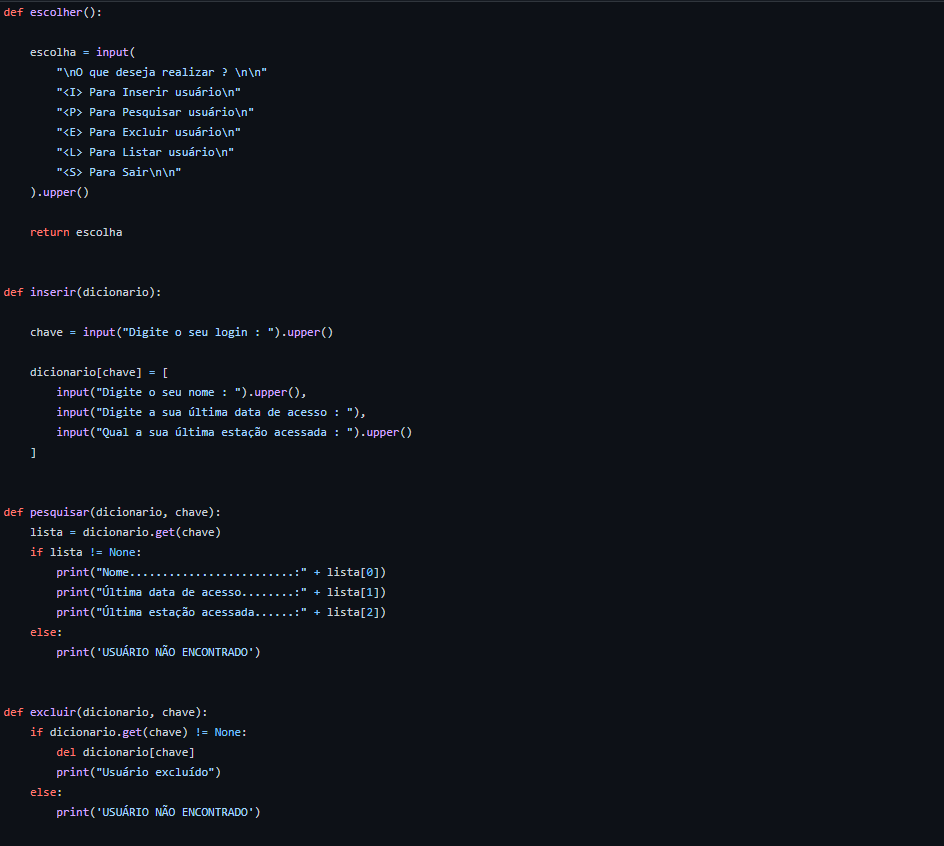 def escolher():
    escolha = input(
        "\nO que deseja realizar ? \n\n"
        "<I> Para Inserir usuário\n"
        "<P> Para Pesquisar usuário\n"
        "<E> Para Excluir usuário\n"
        "<L> Para Listar usuário\n"
        "<S> Para Sair\n\n"
    ).upper()
    return escolha
def inserir(dicionario):
    chave = input("Digite o seu login : ").upper()
    dicionario[chave] = [
        input("Digite o seu nome : ").upper(),
        input("Digite a sua última data de acesso : "),
        input("Qual a sua última estação acessada : ").upper()
    ]
def pesquisar(dicionario, chave):
    lista = dicionario.get(chave)
    if lista != None:
        print("Nome.........................:" + lista[0])
        print("Última data de acesso........:" + lista[1])
        print("Última estação acessada......:" + lista[2])
    else:
        print('USUÁRIO NÃO ENCONTRADO')
def excluir(dicionario, chave):
    if dicionario.get(chave) != None:
        del dicionario[chave]
        print("Usuário excluído")
    else:
        print('USUÁRIO NÃO ENCONTRADO')